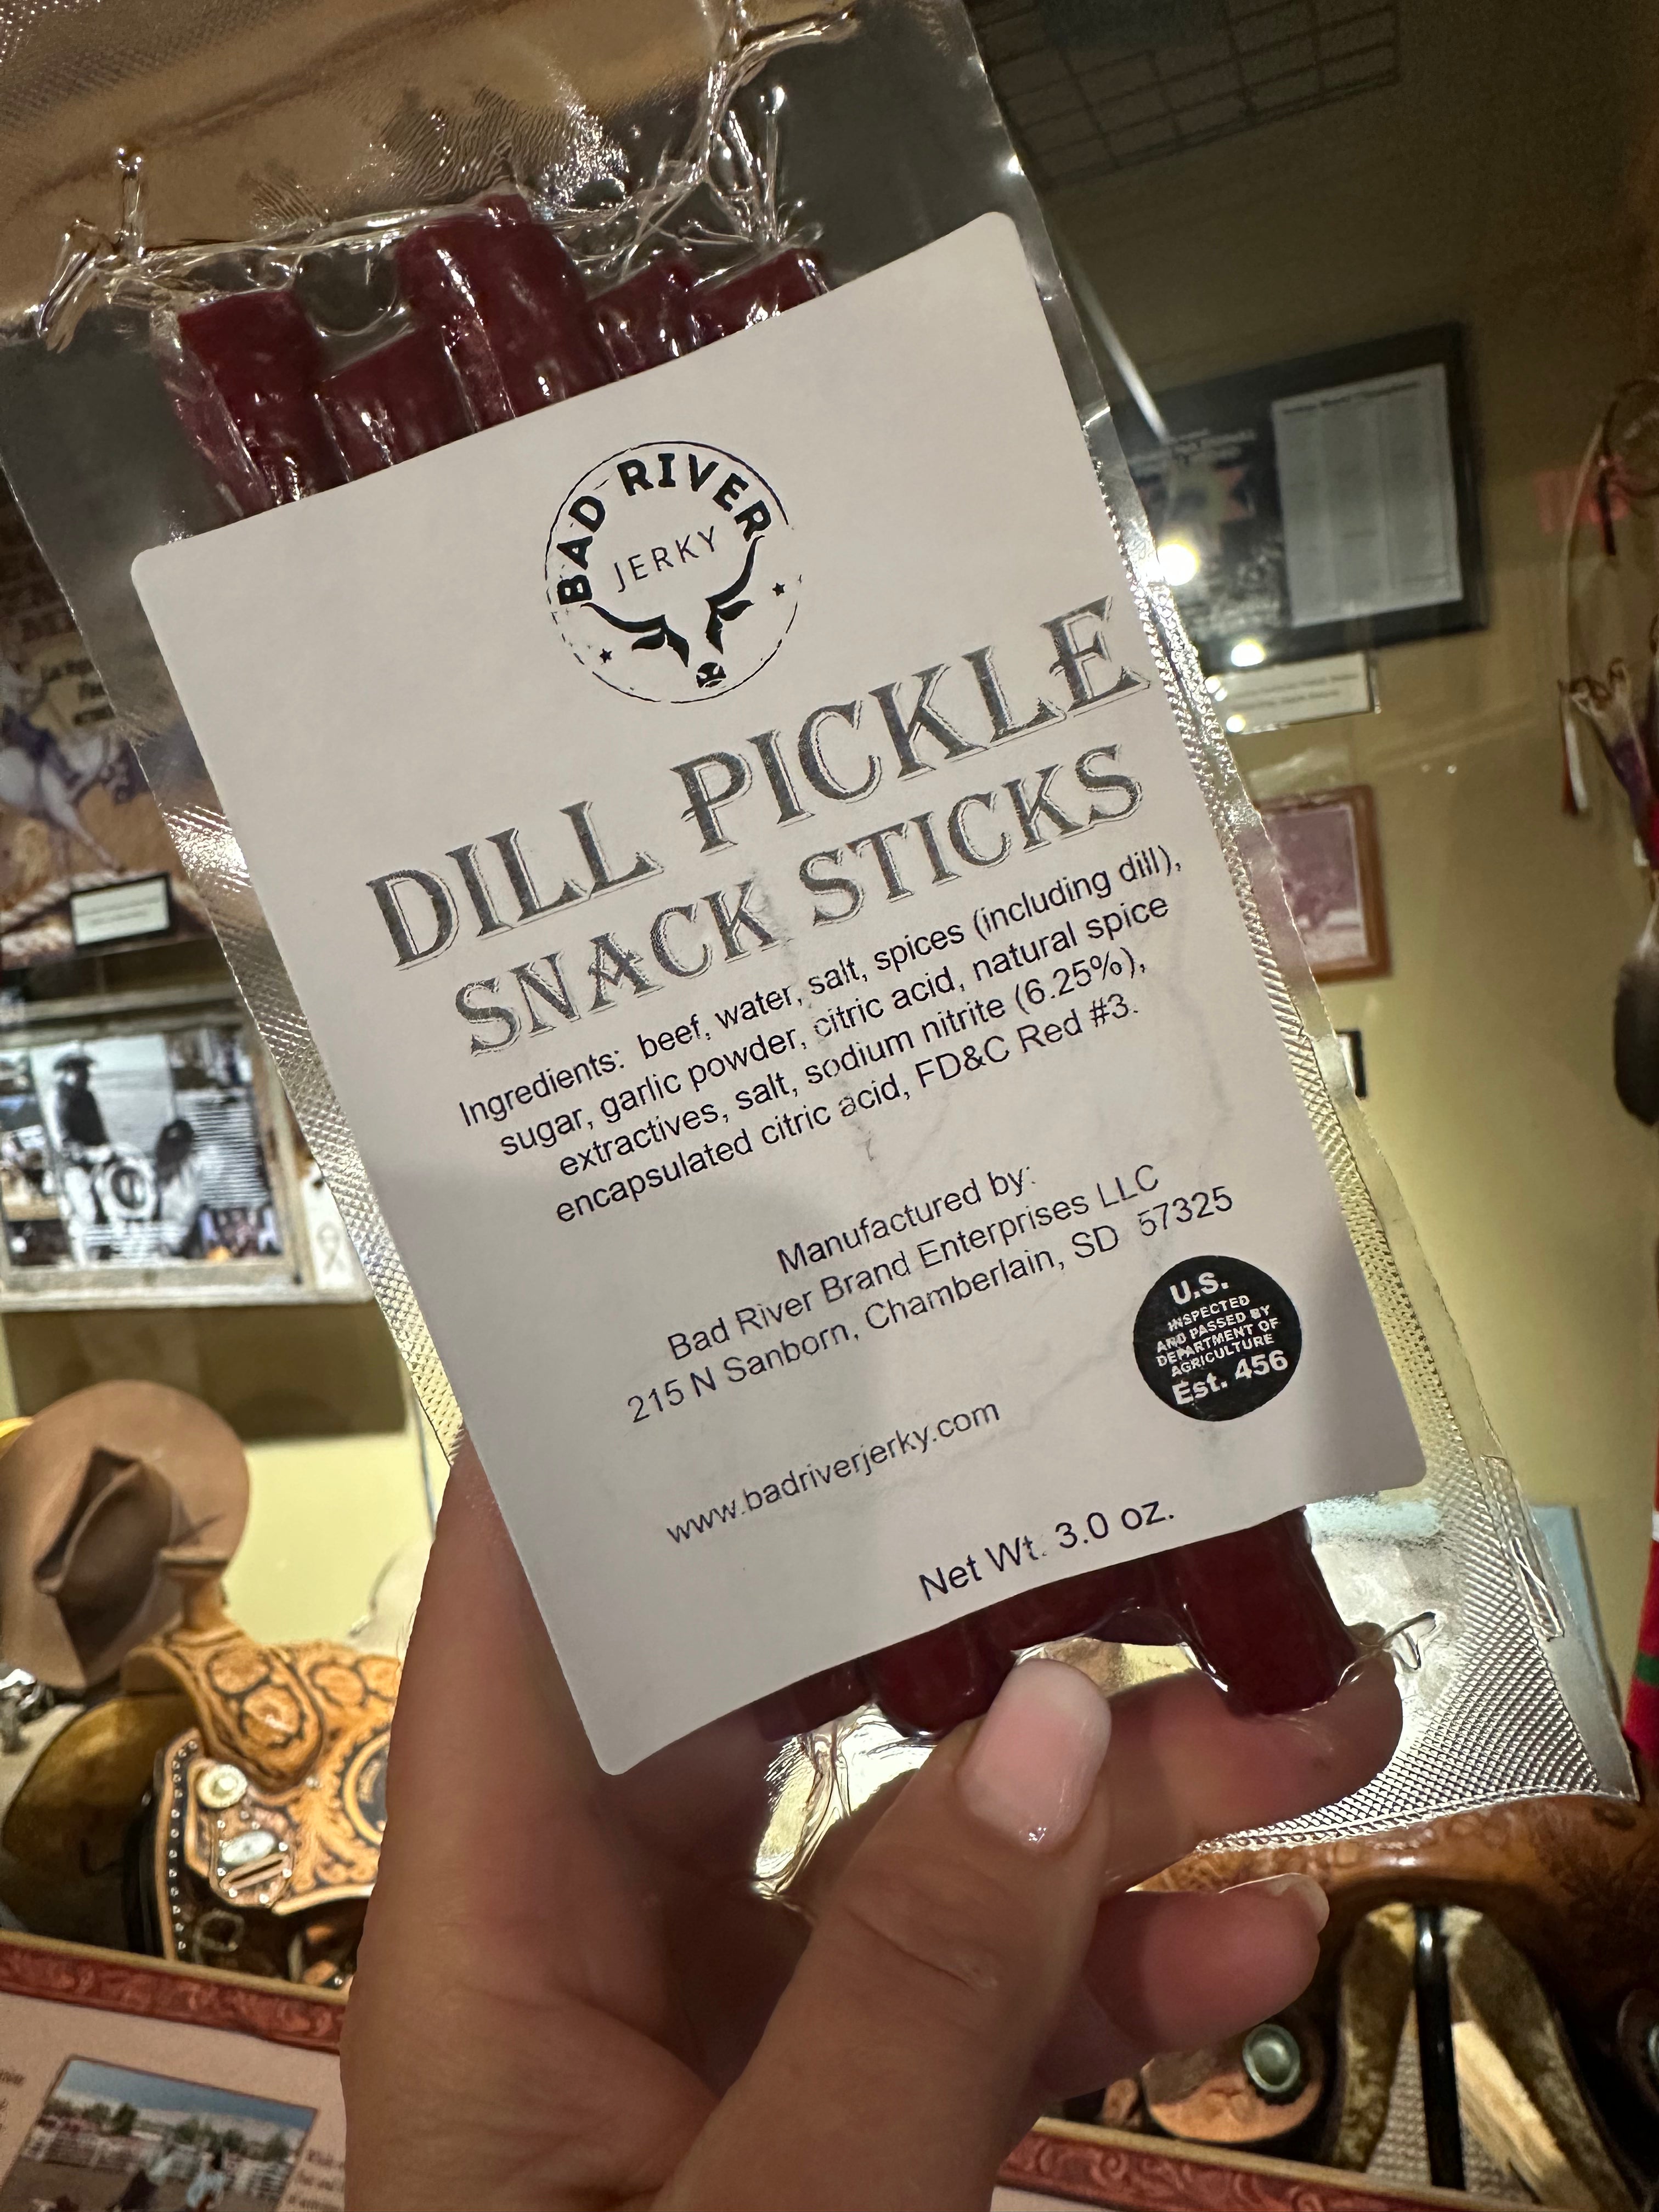 BAD RIVER
JERKY
DILL PICKLE
SNACK STICKS
Ingredients: beef, water, salt, spices (including dill),
sugar, garlic powder, citric acid, natural spice
extractives, salt, sodium nitrite (6.25%),
encapsulated citric acid, FD&C Red #3.
Manufactured by:
Bad River Brand Enterprises LLC
215 N Sanborn, Chamberlain, SD 57325
U.S.
INSPECTED
AND PASSED BY
DEPARTMENT OF
AGRICULTURE
Est. 456
www.badriverjerky.com
Net Wt. 3.0 oz.